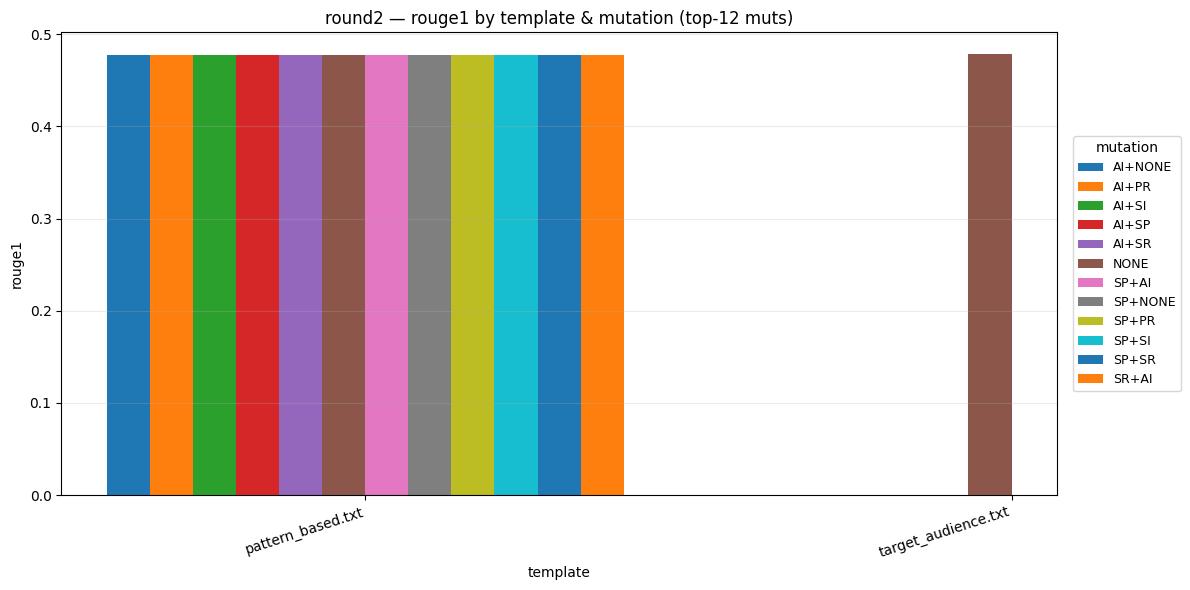 round2 — rouge1 by template & mutation (top-12 muts)
0.5
0.4
0.3
0.2
0.1
0.0
rouge1
pattern_based.txt
target_audience.txt
template
mutation
AI+NONE
AI+PR
AI+SI
AI+SP
AI+SR
NONE
SP+AI
SP+NONE
SP+PR
SP+SI
SP+SR
SR+AI